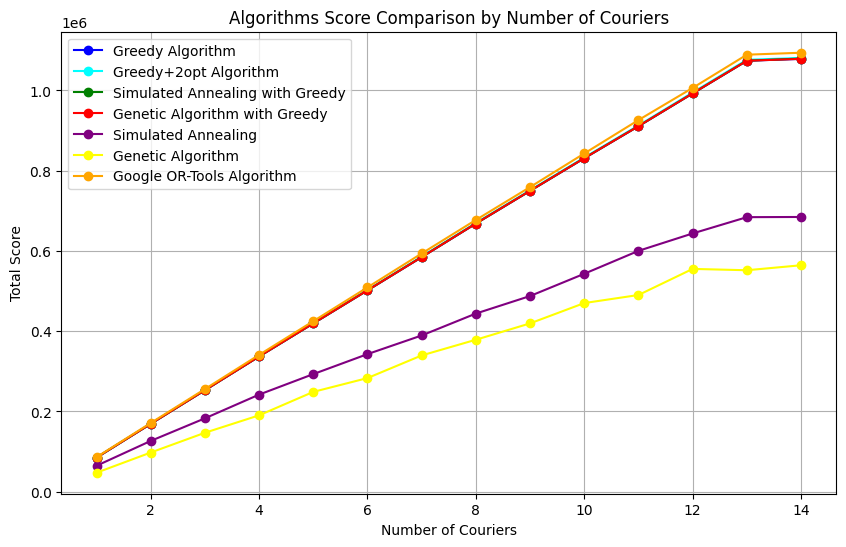 Algorithms Score Comparison by Number of Couriers
1e6
Greedy Algorithm
Greedy+2opt Algorithm
Simulated Annealing with Greedy
Genetic Algorithm with Greedy
Simulated Annealing
Genetic Algorithm
Google OR-Tools Algorithm
Total Score
1.0
0.8
0.6
0.4
0.2
0.0
2 4 6 8 10 12 14
Number of Couriers